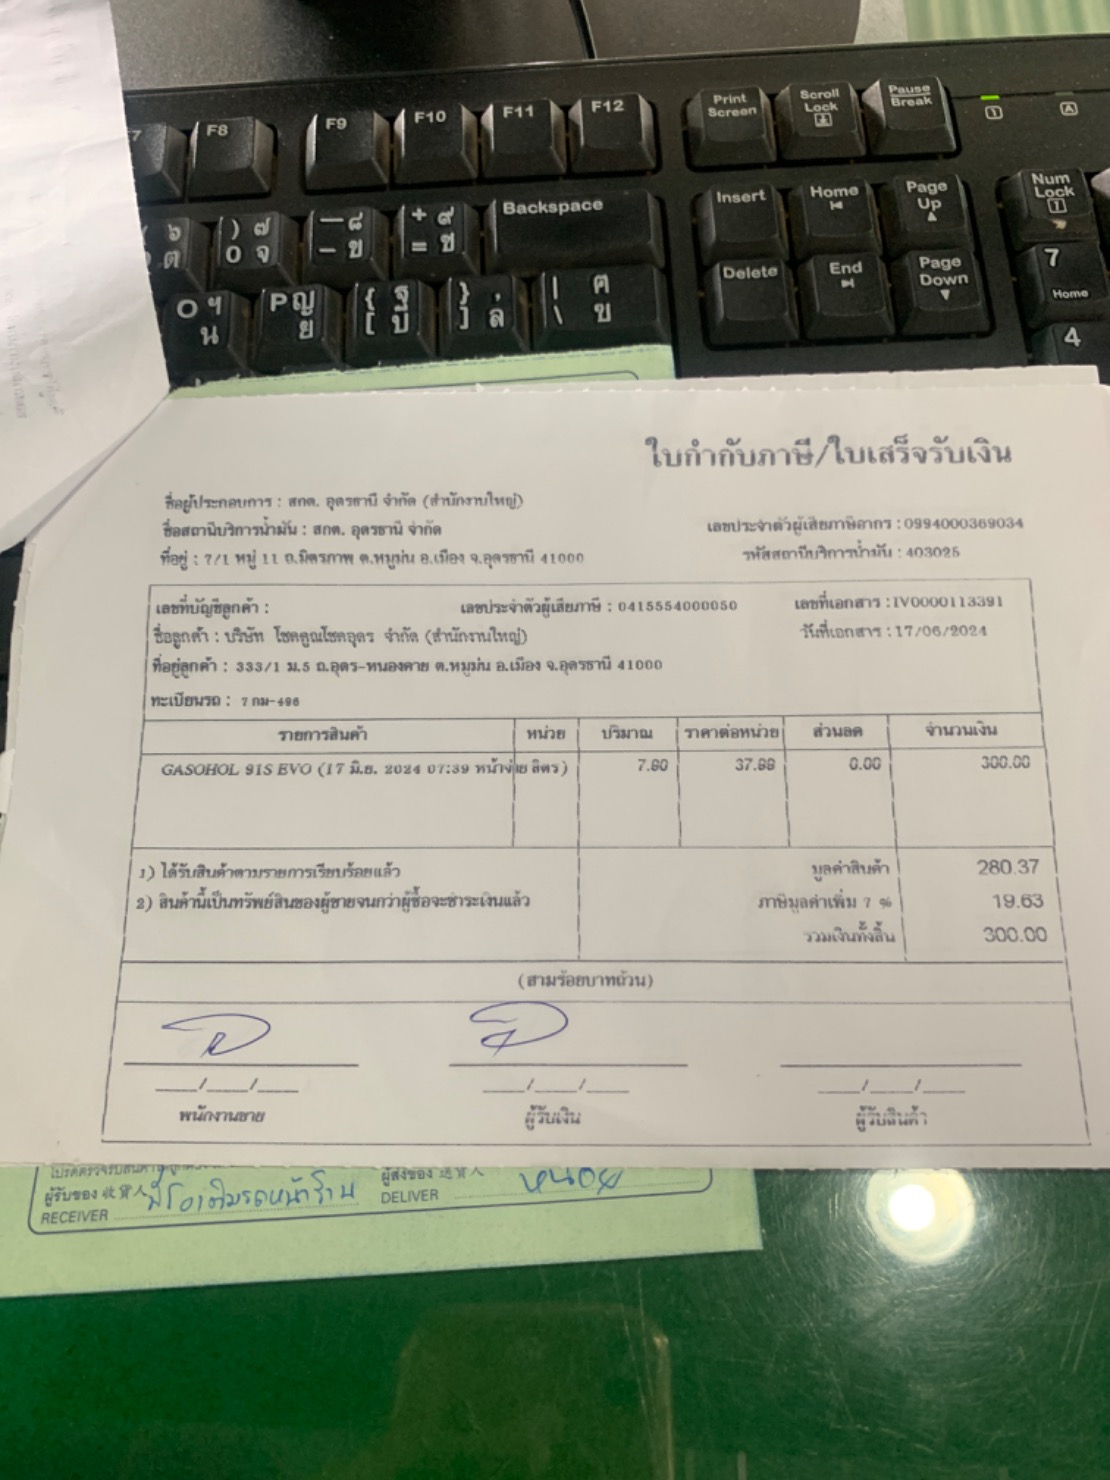 F8 F9 F10 F11 F12 Print Screen Scroll Lock Pause Break
Backspace Insert Home Page Up Num Lock
Delete End Page Down 7 Home
4
ใบกำกับภาษี/ใบเสร็จรับเงิน
ชื่อผู้ประกอบการ : สกต. อุดรธานี จำกัด (สำนักงานใหญ่)
ชื่อสถานีบริการน้ำมัน : สกต. อุดรธานี จำกัด
เลขประจำตัวผู้เสียภาษีอากร : 0994000369034
ที่อยู่ : 7/1 หมู่ 11 ถ.มิตรภาพ ต.หมูม่น อ.เมือง จ.อุดรธานี 41000
รหัสสถานีบริการน้ำมัน : 403025
เลขที่บัญชีลูกค้า : เลขประจำตัวผู้เสียภาษี : 0415554000050 เลขที่เอกสาร : IV0000113391
ชื่อลูกค้า : บริษัท โชคคูณโชคอุดร จำกัด (สำนักงานใหญ่) วันที่เอกสาร : 17/06/2024
ที่อยู่ลูกค้า : 333/1 ม.5 ถ.อุดร-หนองคาย ต.หมูม่น อ.เมือง จ.อุดรธานี 41000
ทะเบียนรถ : 7 กม-496
รายการสินค้า หน่วย ปริมาณ ราคาต่อหน่วย ส่วนลด จำนวนเงิน
GASOHOL 91S EVO (17 มิ.ย. 2024 07:39 หน้าจ่าย ลิตร) 7.90 37.98 0.00 300.00
1) ได้รับสินค้าตามรายการเรียบร้อยแล้ว มูลค่าสินค้า 280.37
2) สินค้านี้เป็นทรัพย์สินของผู้ขายจนกว่าผู้ซื้อจะชำระเงินแล้ว ภาษีมูลค่าเพิ่ม 7 % 19.63
รวมเงินทั้งสิ้น 300.00
(สามร้อยบาทถ้วน)
___/___/___ ___/___/___ ___/___/___
พนักงานขาย ผู้รับเงิน ผู้รับสินค้า
ผู้รับของ 收貨人 ผู้ส่งของ 送貨人
RECEIVER DELIVER